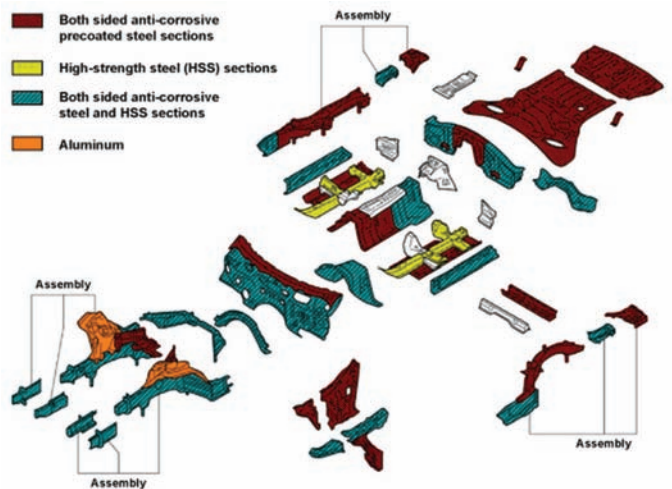 Both sided anti-corrosive
precoated steel sections
High-strength steel (HSS) sections
Both sided anti-corrosive
steel and HSS sections
Aluminum
Assembly
Assembly
Assembly
Assembly